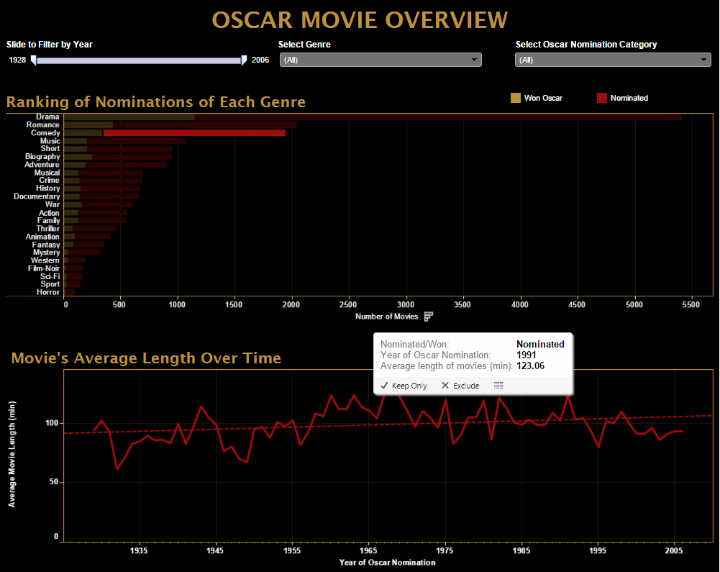 OSCAR MOVIE OVERVIEW
Slide to Filter by Year
1928
2006
Select Genre
(All)
Select Oscar Nomination Category
(All)
Ranking of Nominations of Each Genre
Won Oscar
Nominated
Drama
Romance
Comedy
Music
Short
Biography
Adventure
Musical
Crime
History
Documentary
War
Action
Family
Thriller
Animation
Fantasy
Mystery
Western
Film-Noir
Sci-Fi
Sport
Horror
0 500 1000 1500 2000 2500 3000 3500 4000 4500 5000 5500
Number of Movies
Nominated/Won: Nominated
Year of Oscar Nomination: 1991
Average length of movies (min): 123.06
Keep Only Exclude
Movie's Average Length Over Time
Average Movie Length (min)
100
50
0
1935 1945 1955 1965 1975 1985 1995 2005
Year of Oscar Nomination